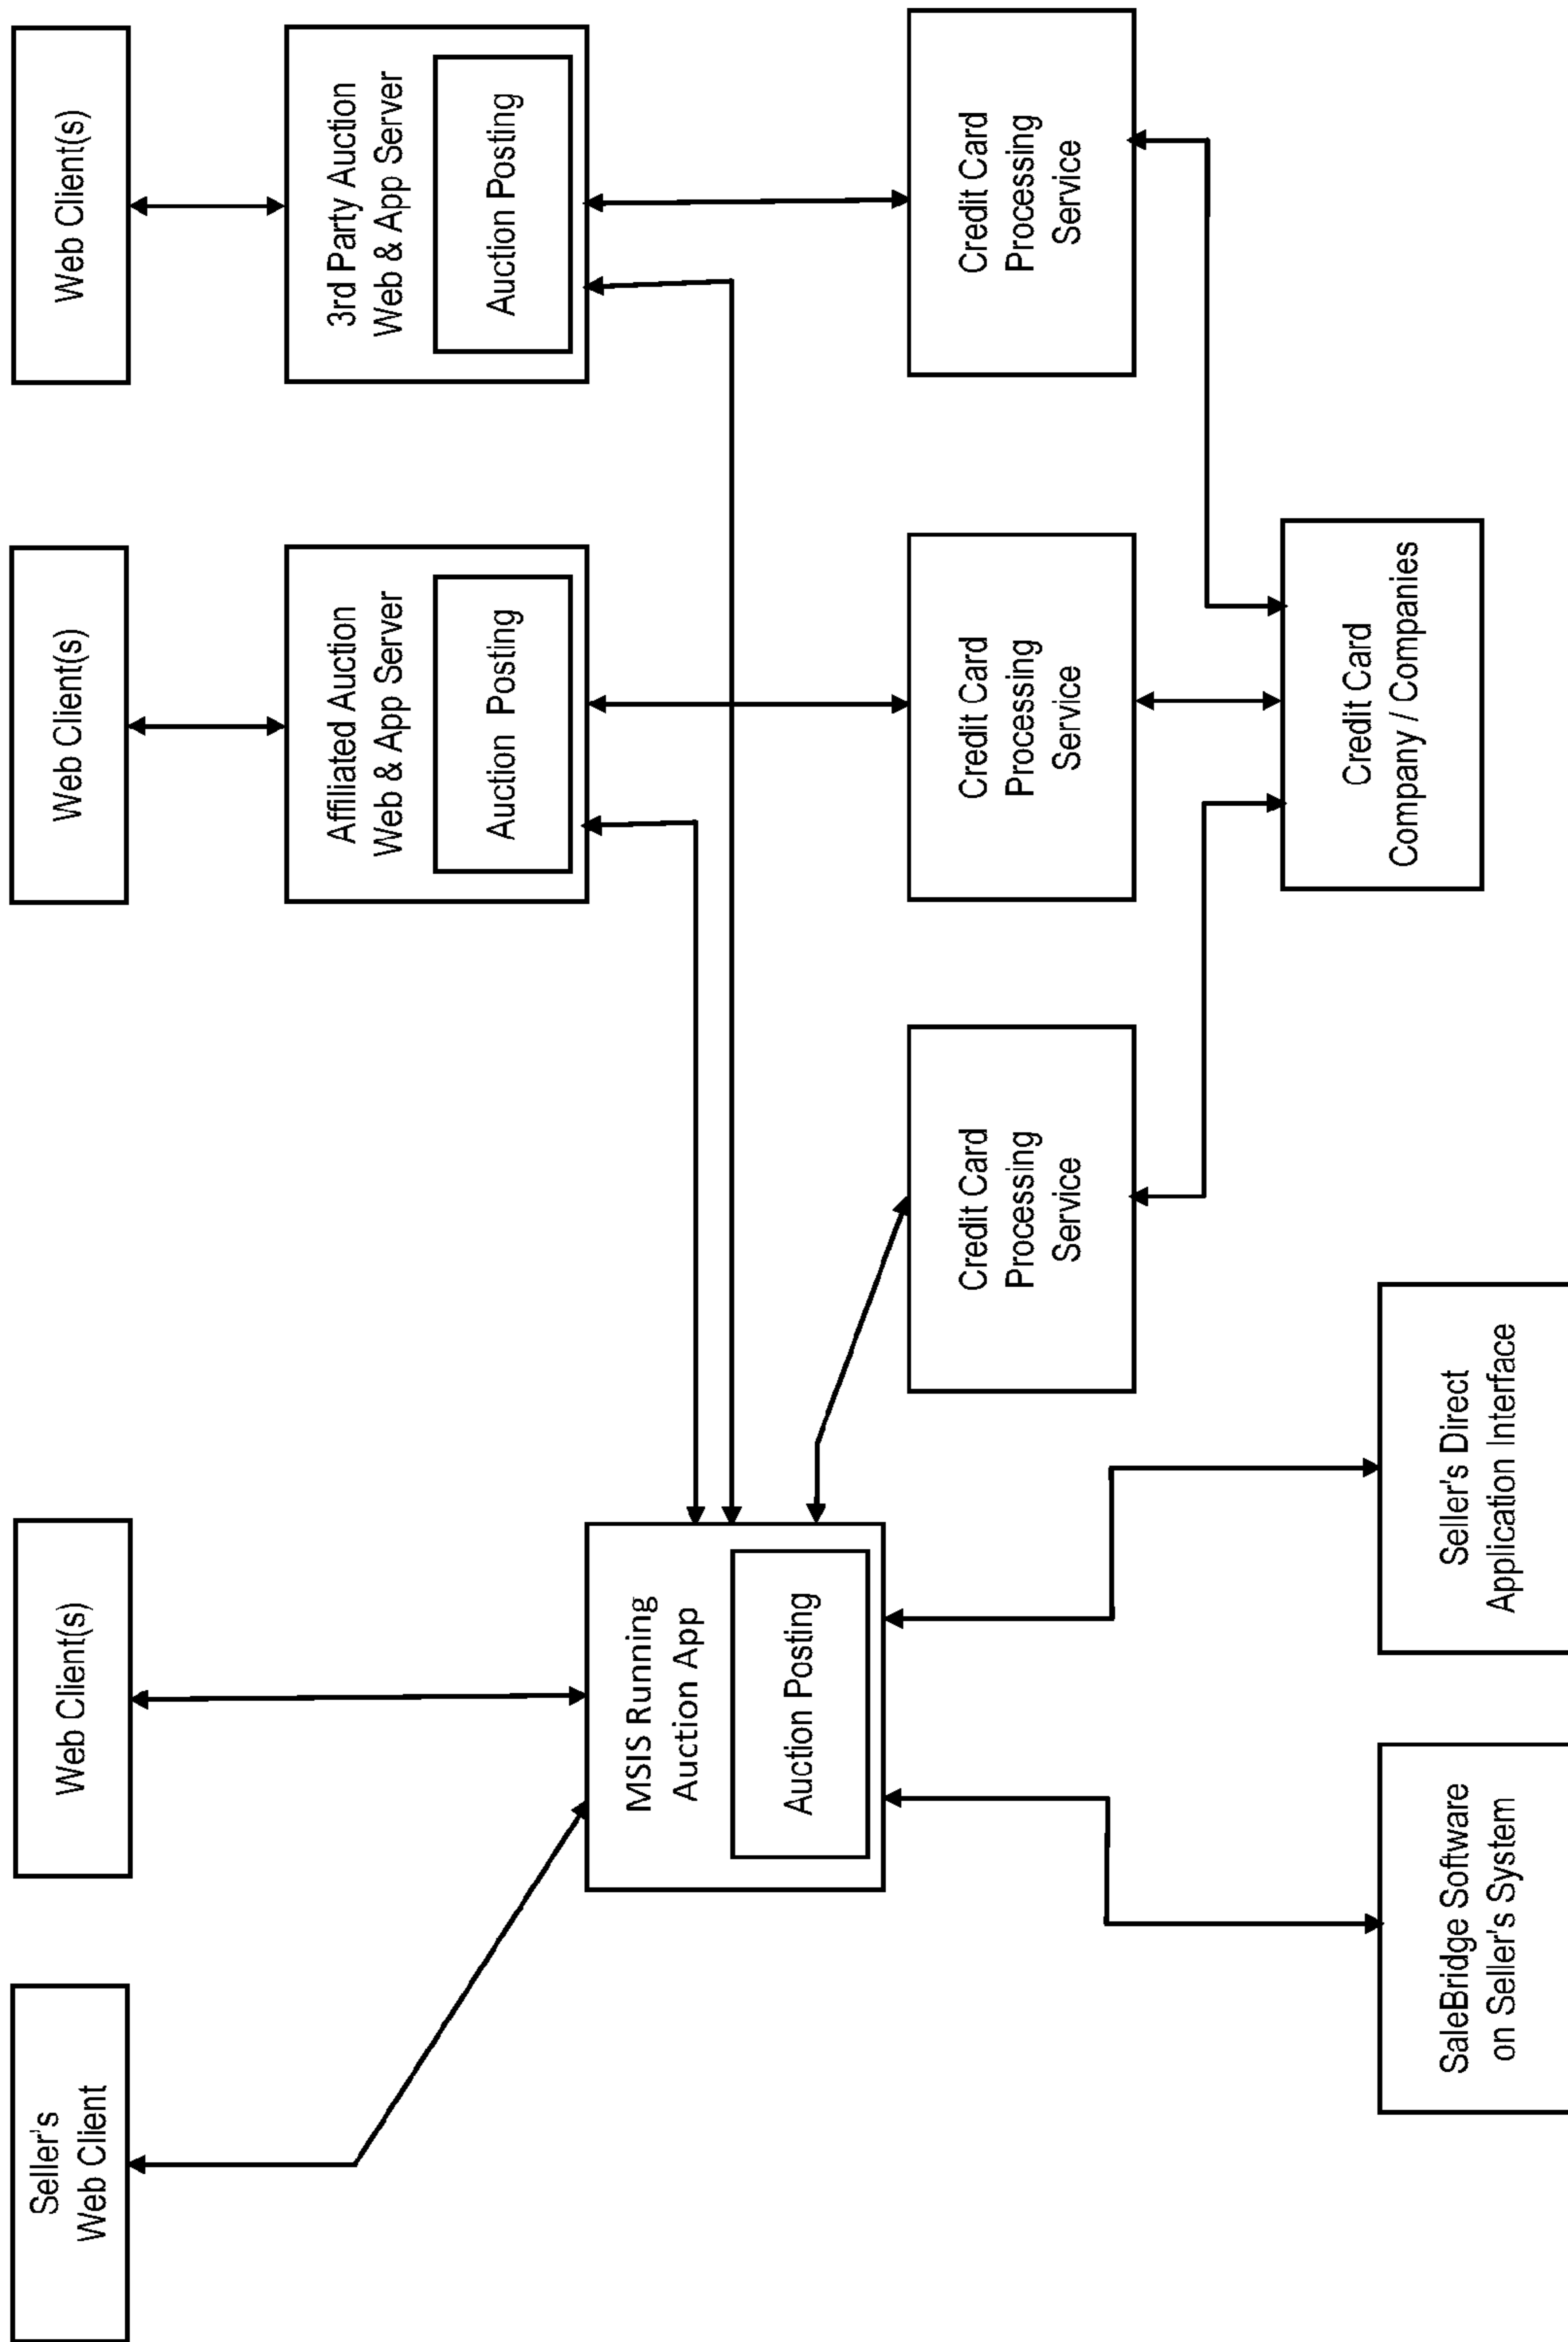 Seller's
Web Client
Web Client(s)
Web Client(s)
Web Client(s)
Affiliated Auction
Web & App Server
Auction Posting
3rd Party Auction
Web & App Server
Auction Posting
MSIS Running
Auction App
Auction Posting
Credit Card
Processing
Service
Credit Card
Processing
Service
Credit Card
Processing
Service
Credit Card
Company / Companies
SaleBridge Software
on Seller's System
Seller's Direct
Application Interface